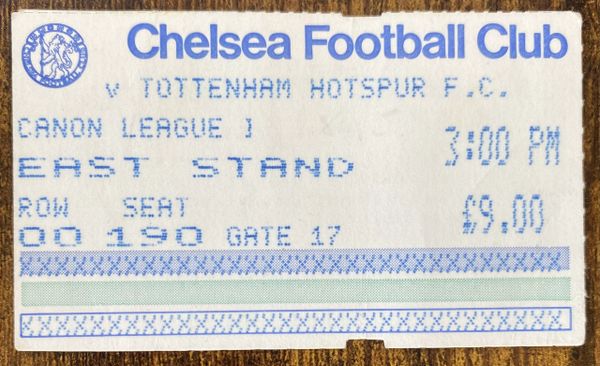 Chelsea Football Club
v TOTTENHAM HOTSPUR F.C.
CANON LEAGUE 1
3:00 PM
EAST STAND
ROW SEAT
£9.00
00 190 GATE 17